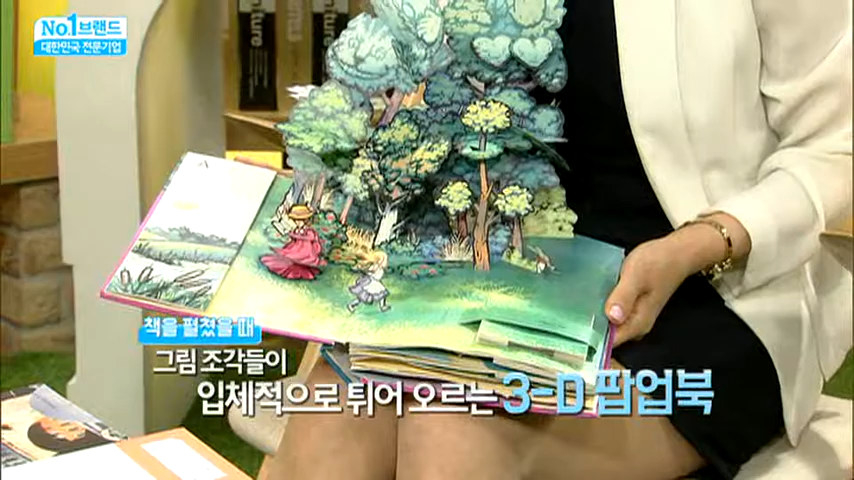 No.1 브랜드
대한민국 전문기업
책을 펼쳤을 때
그림 조각들이
입체적으로 튀어 오르는 3-D 팝업북